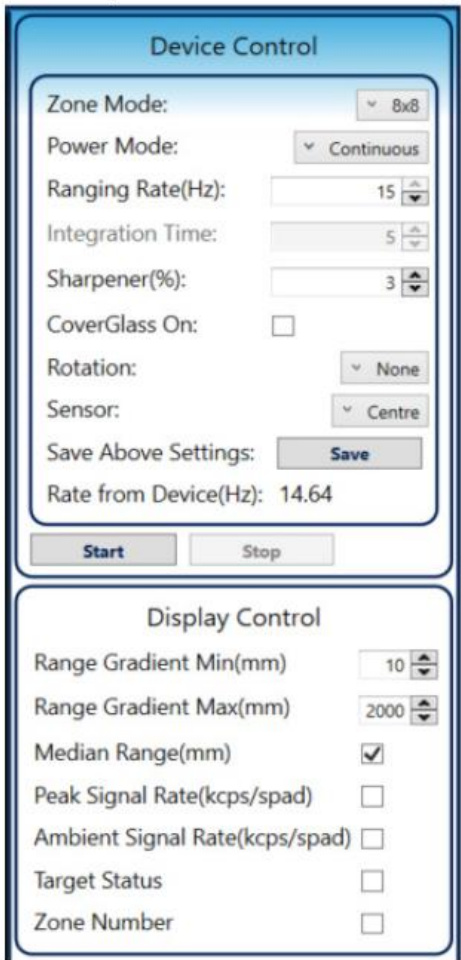 Device Control
Zone Mode: 8x8
Power Mode: Continuous
Ranging Rate(Hz): 15
Integration Time: 5
Sharpener(%): 3
CoverGlass On:
Rotation: None
Sensor: Centre
Save Above Settings: Save
Rate from Device(Hz): 14.64
Start Stop
Display Control
Range Gradient Min(mm) 10
Range Gradient Max(mm) 2000
Median Range(mm)
Peak Signal Rate(kcps/spad)
Ambient Signal Rate(kcps/spad)
Target Status
Zone Number